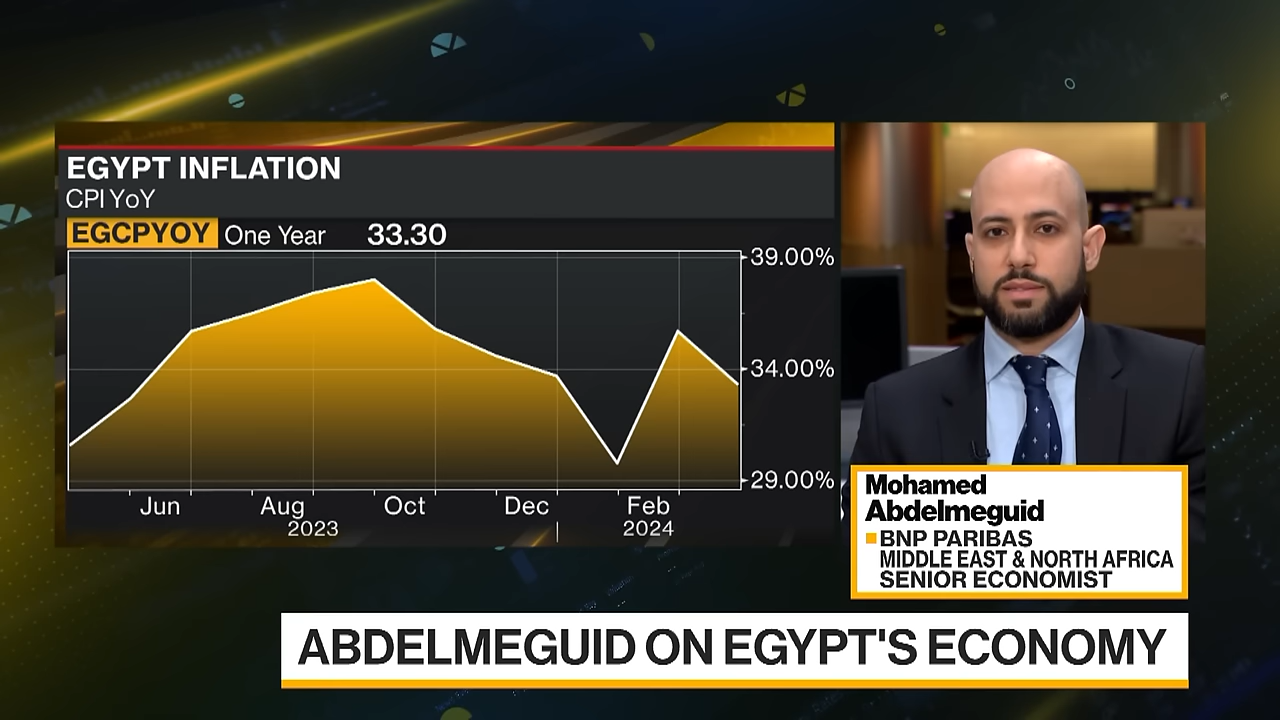 EGYPT INFLATION
CPI YoY
EGCPYOY One Year 33.30
39.00%
34.00%
29.00%
Jun Aug Oct Dec Feb
2023 2024
Mohamed
Abdelmeguid
BNP PARIBAS
MIDDLE EAST & NORTH AFRICA
SENIOR ECONOMIST
ABDELMEGUID ON EGYPT'S ECONOMY